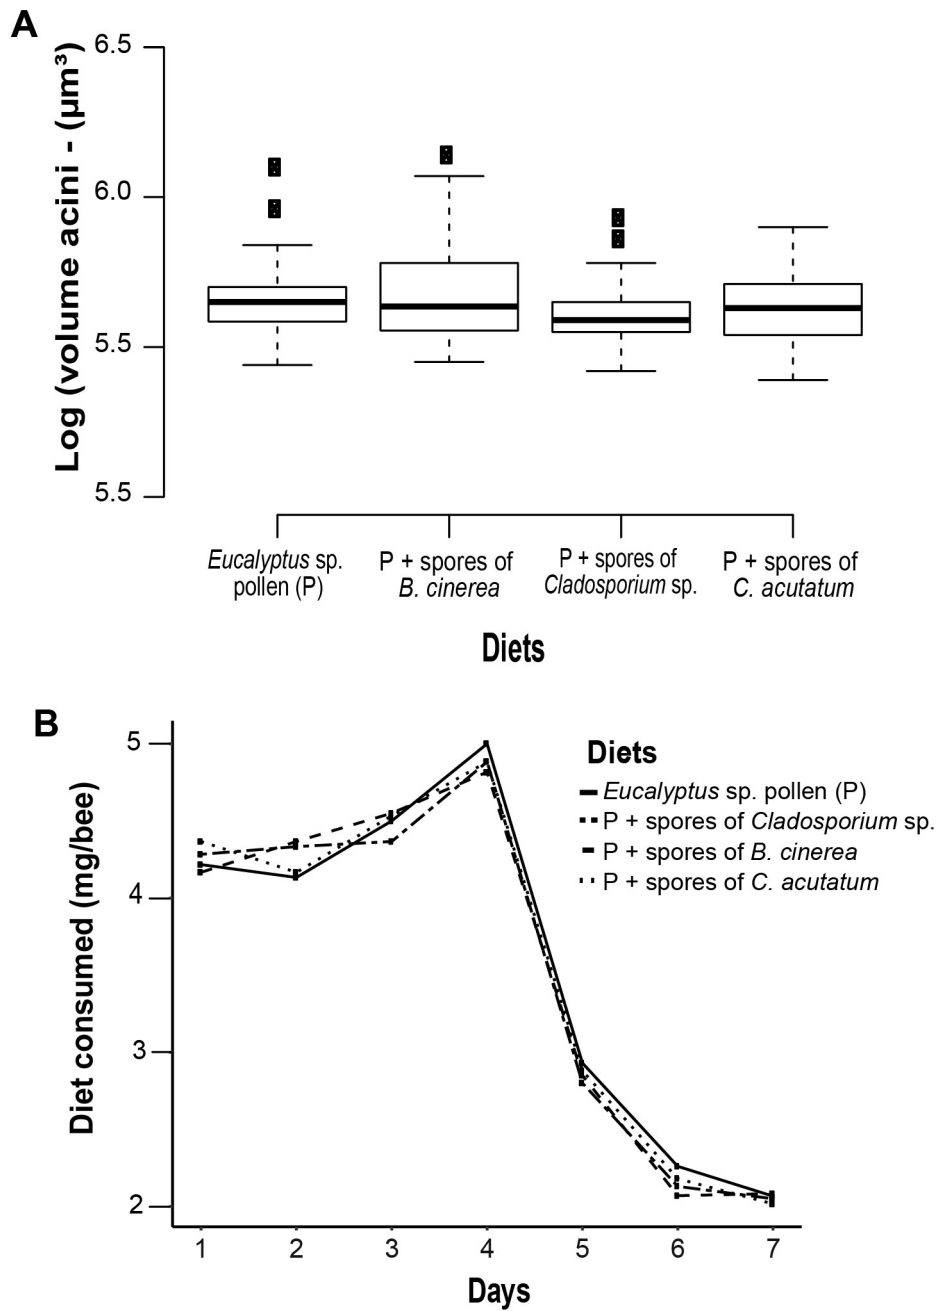 A
Log (volume acini - (µm³)
6.5
6.0
5.5
5.5
Eucalyptus sp.
pollen (P)
P + spores of
B. cinerea
P + spores of
Cladosporium sp.
P + spores of
C. acutatum
Diets
B
Diet consumed (mg/bee)
5
4
3
2
Diets
Eucalyptus sp. pollen (P)
P + spores of Cladosporium sp.
P + spores of B. cinerea
P + spores of C. acutatum
1 2 3 4 5 6 7
Days